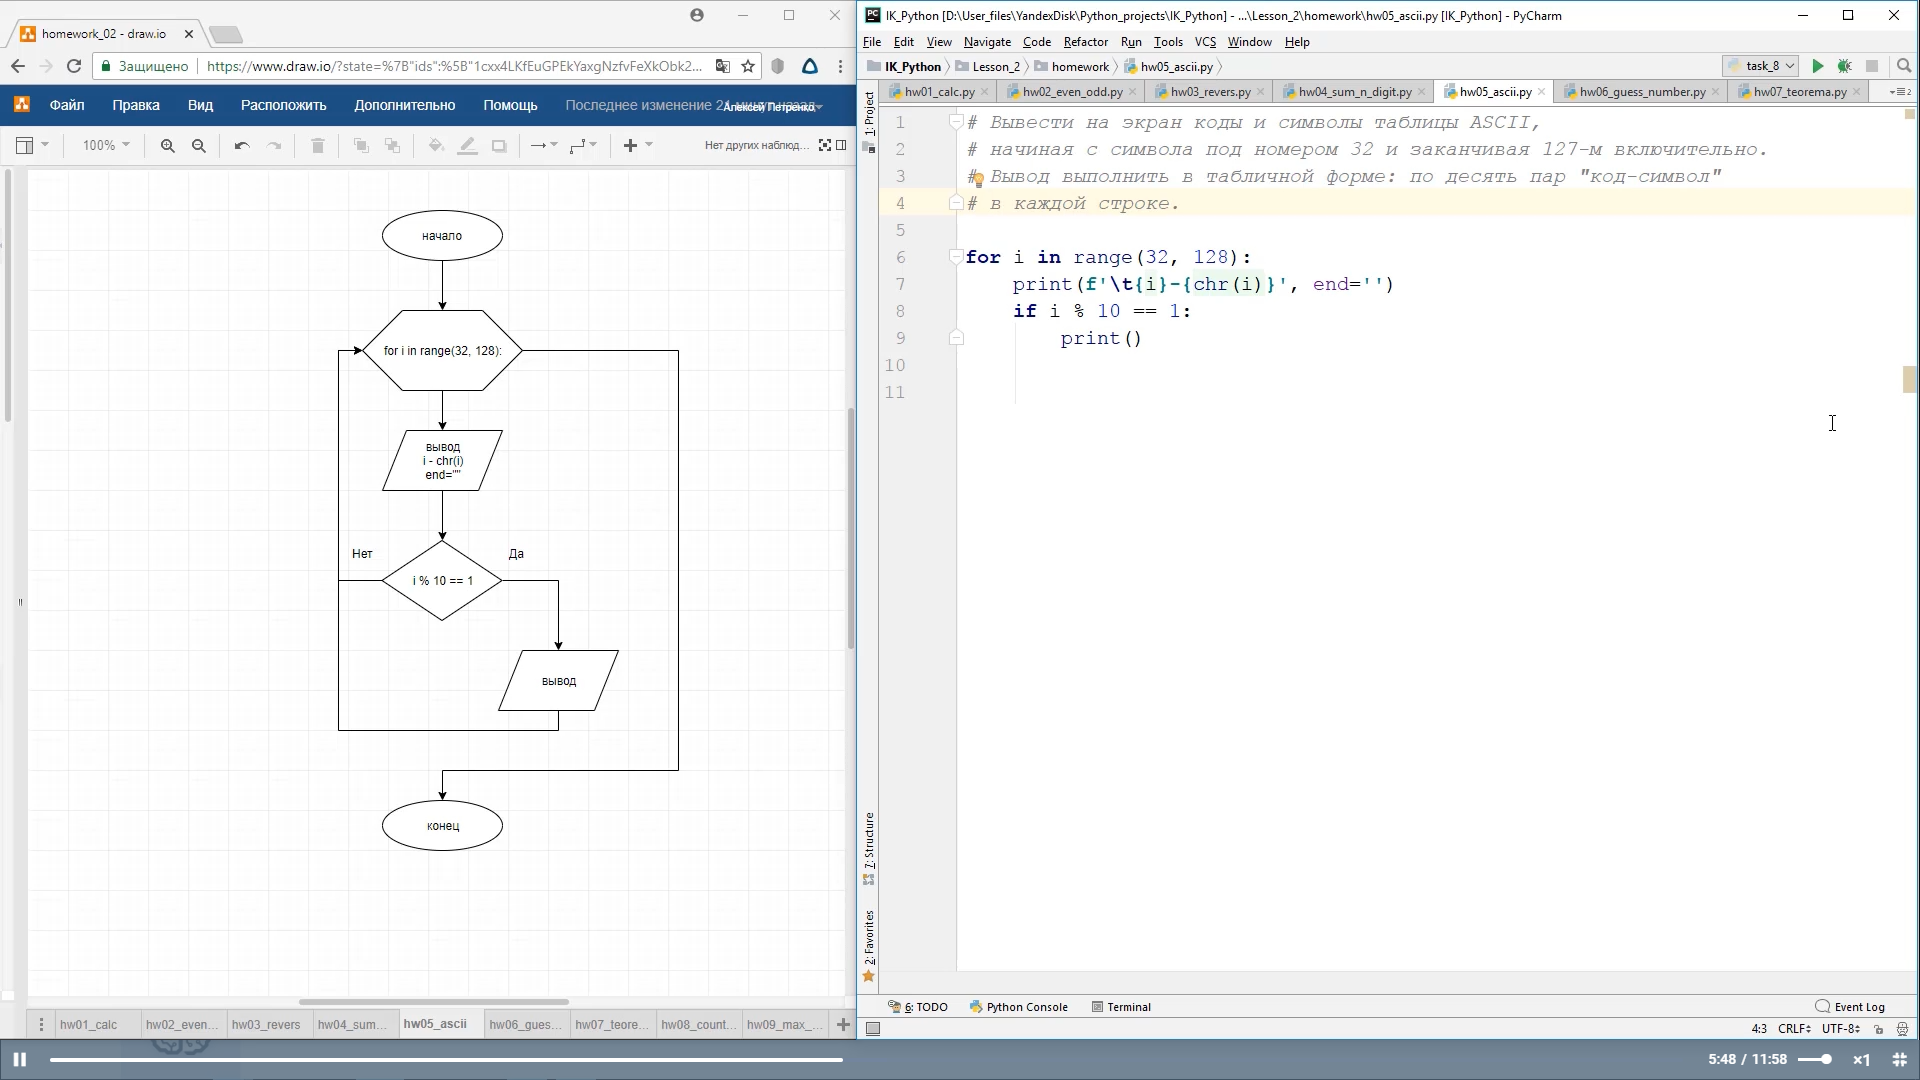 homework_02 - draw.io
Защищено
https://www.draw.io/?state=%7B"ids":%5B"1cxx4LKfEuGPEkYaxgNzfvFeXkObk2...
Файл
Правка
Вид
Расположить
Дополнительно
Помощь
Последнее изменение
Алексей Петренко
100%
Нет других наблюд...
начало
for i in range(32, 128):
вывод
i - chr(i)
end=""
Нет
Да
i % 10 == 1
вывод
конец
hw01_calc
hw02_even...
hw03_revers
hw04_sum...
hw05_ascii
hw06_gues...
hw07_teore...
hw08_count...
hw09_max_...
IK_Python [D:\User_files\YandexDisk\Python_projects\IK_Python] - ...\Lesson_2\homework\hw05_ascii.py [IK_Python] - PyCharm
File Edit View Navigate Code Refactor Run Tools VCS Window Help
IK_Python
Lesson_2
homework
hw05_ascii.py
task_8
hw01_calc.py
hw02_even_odd.py
hw03_revers.py
hw04_sum_n_digit.py
hw05_ascii.py
hw06_guess_number.py
hw07_teorema.py
1: Project
1 # Вывести на экран коды и символы таблицы ASCII,
2 # начиная с символа под номером 32 и заканчивая 127-м включительно.
3 # Вывод выполнить в табличной форме: по десять пар "код-символ"
4 # в каждой строке.
5
6 for i in range(32, 128):
7 print(f'\t{i}-{chr(i)}', end='')
8 if i % 10 == 1:
9 print()
10
11
7: Structure
2: Favorites
6: TODO
Python Console
Terminal
Event Log
4:3 CRLF UTF-8
5:48 / 11:58
×1